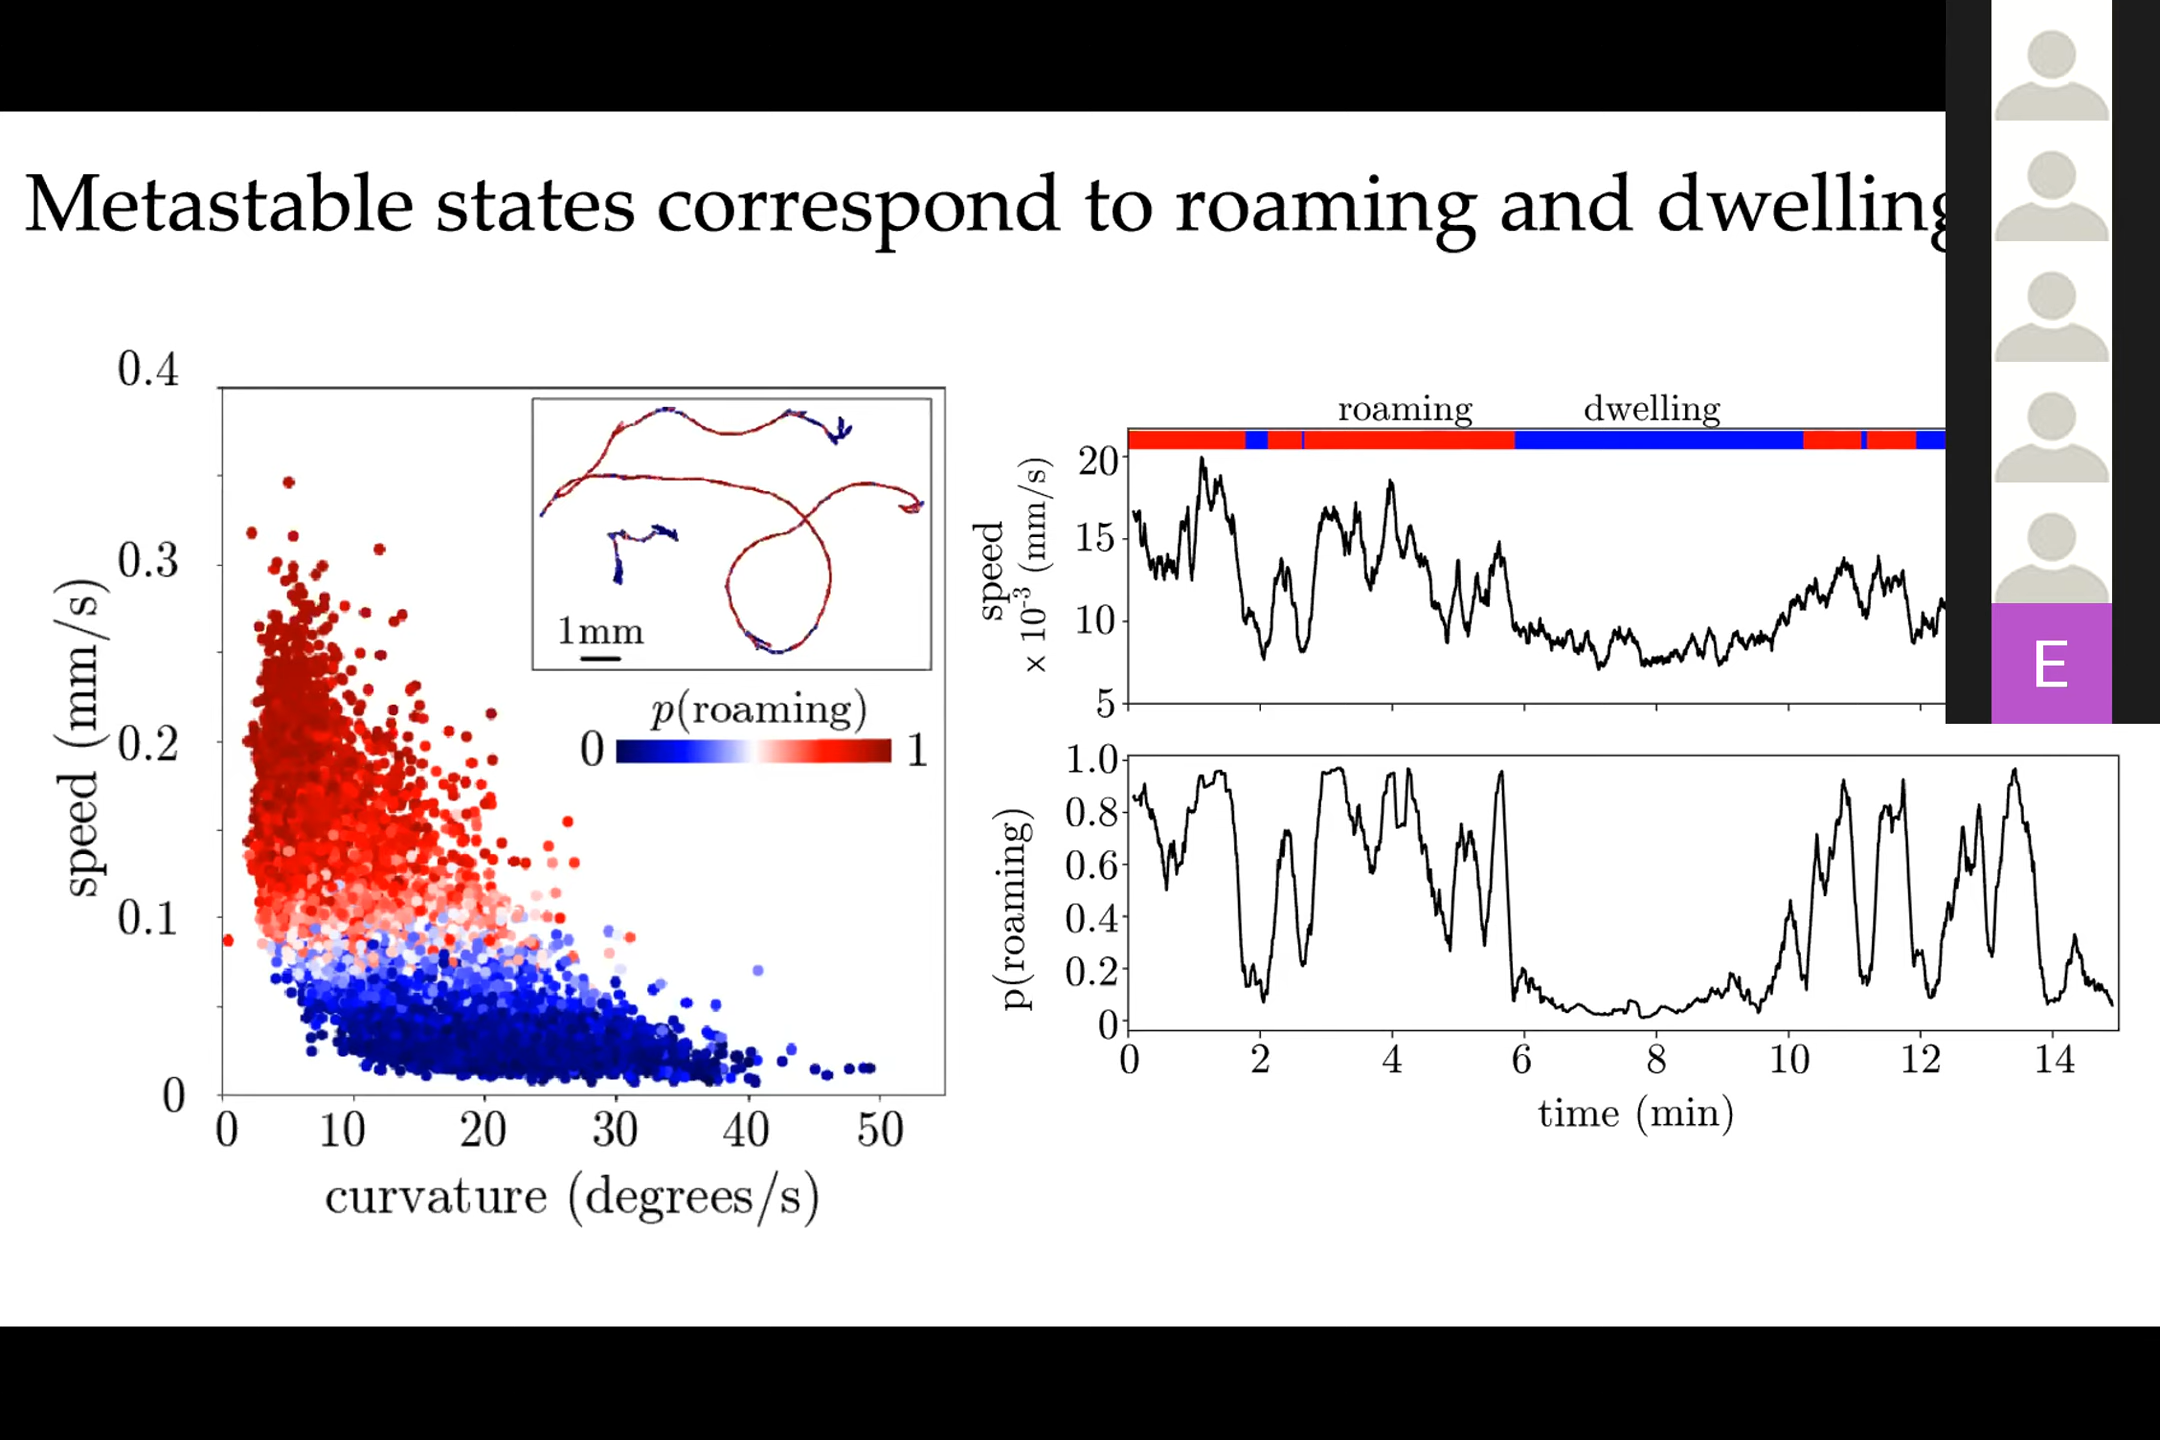 Metastable states correspond to roaming and dwelling
0.4
0.3
0.2
0.1
0
speed (mm/s)
0 10 20 30 40 50
curvature (degrees/s)
1mm
p(roaming)
0 1
roaming dwelling
20
15
10
5
speed
x 10-3 (mm/s)
1.0
0.8
0.6
0.4
0.2
0
p(roaming)
0 2 4 6 8 10 12 14
time (min)
E